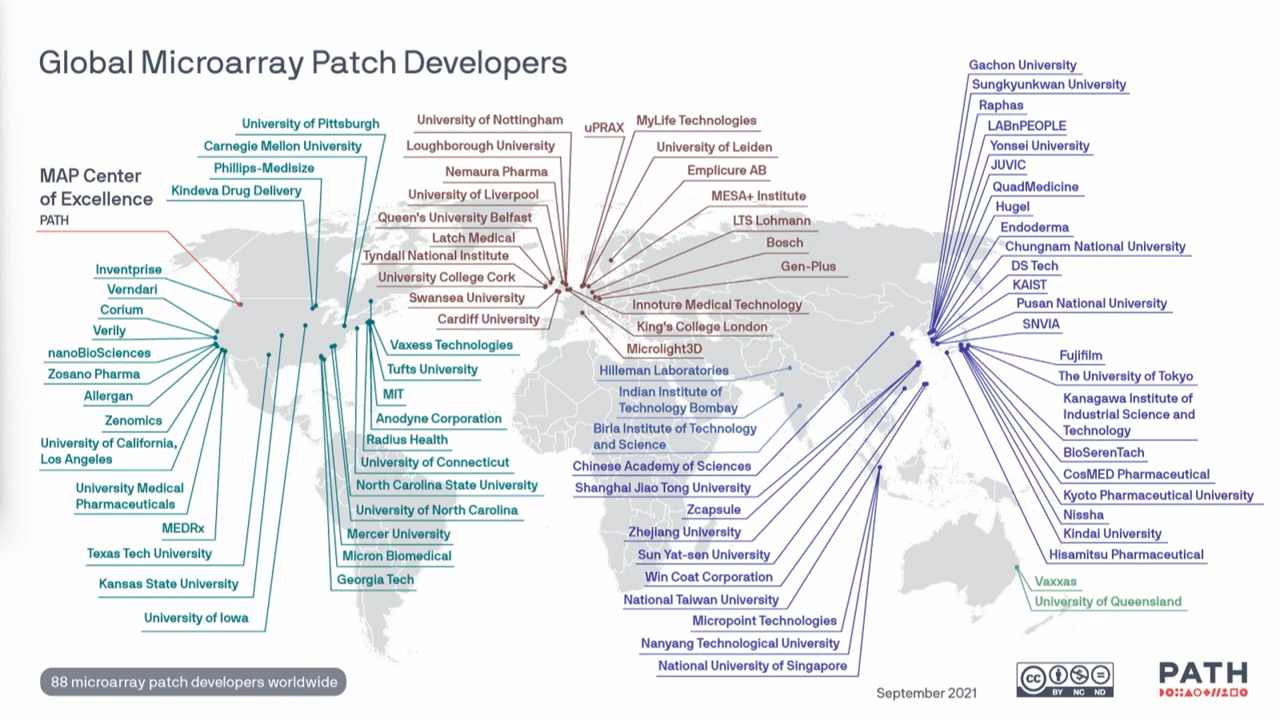 Global Microarray Patch Developers
MAP Center
of Excellence
PATH
University of Pittsburgh
Carnegie Mellon University
Phillips-Medisize
Kindeva Drug Delivery
Inventprise
Verndari
Corium
Verily
nanoBioSciences
Zosano Pharma
Allergan
Zenomics
University of California,
Los Angeles
University Medical
Pharmaceuticals
MEDRx
Texas Tech University
Kansas State University
University of Iowa
Vaxess Technologies
Tufts University
MIT
Anodyne Corporation
Radius Health
University of Connecticut
North Carolina State University
University of North Carolina
Mercer University
Micron Biomedical
Georgia Tech
University of Nottingham
Loughborough University
Nemaura Pharma
University of Liverpool
Queen's University Belfast
Latch Medical
Tyndall National Institute
University College Cork
Swansea University
Cardiff University
uPRAX
MyLife Technologies
University of Leiden
Emplicure AB
MESA+ Institute
LTS Lohmann
Bosch
Gen-Plus
Innoture Medical Technology
King's College London
Microlight3D
Hilleman Laboratories
Indian Institute of
Technology Bombay
Birla Institute of Technology
and Science
Chinese Academy of Sciences
Shanghai Jiao Tong University
Zcapsule
Zhejiang University
Sun Yat-sen University
Win Coat Corporation
National Taiwan University
Micropoint Technologies
Nanyang Technological University
National University of Singapore
Gachon University
Sungkyunkwan University
Raphas
LABnPEOPLE
Yonsei University
JUVIC
QuadMedicine
Hugel
Endoderma
Chungnam National University
DS Tech
KAIST
Pusan National University
SNVIA
Fujifilm
The University of Tokyo
Kanagawa Institute of
Industrial Science and
Technology
BioSerenTach
CosMED Pharmaceutical
Kyoto Pharmaceutical University
Nissha
Kindai University
Hisamitsu Pharmaceutical
Vaxxas
University of Queensland
88 microarray patch developers worldwide
September 2021
cc
BY NC ND
PATH